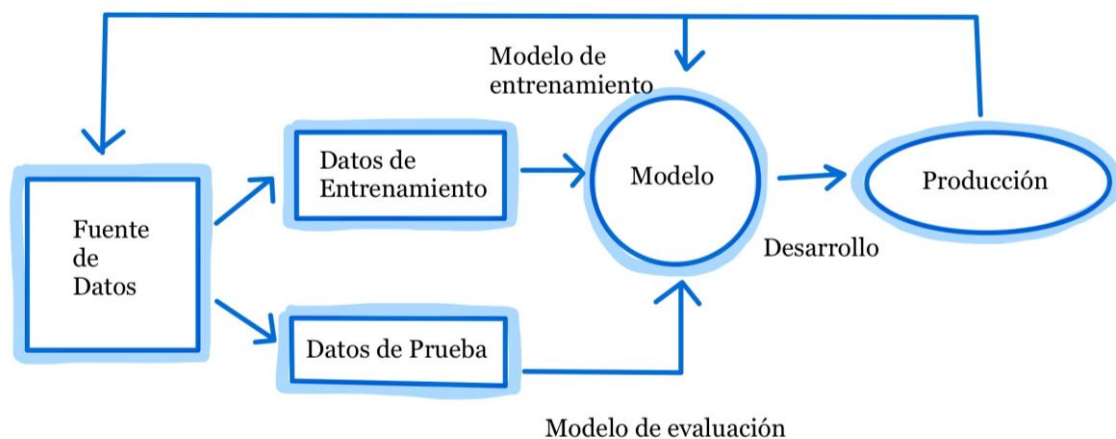 Modelo de
entrenamiento
Datos de
Entrenamiento
Modelo
Producción
Fuente
de
Datos
Desarrollo
Datos de Prueba
Modelo de evaluación